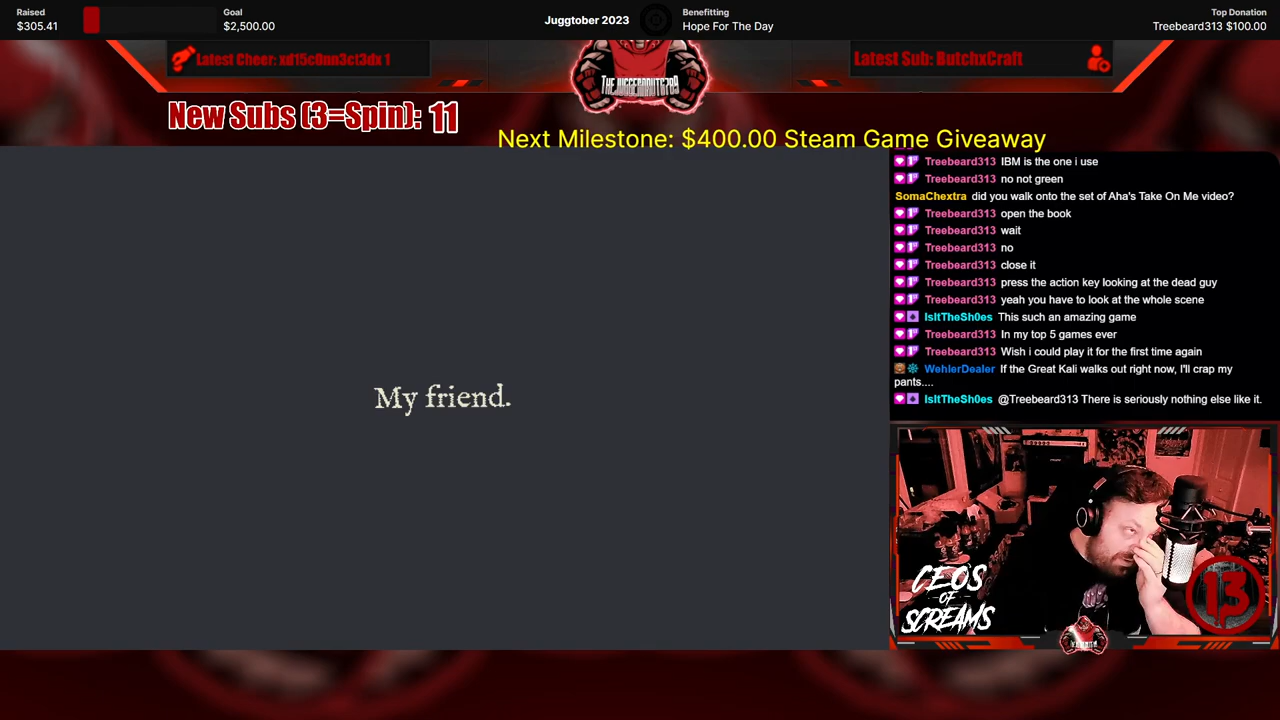 Raised
$305.41
Goal
$2,500.00
Juggtober 2023
Benefitting
Hope For The Day
Top Donation
Treebeard313 $100.00
Latest Cheer: xd15c0nn3ct3dx 1
THEJUGGERNAUT6789
Latest Sub: ButchxCraft
New Subs (3=Spin): 11
Next Milestone: $400.00 Steam Game Giveaway
Treebeard313 IBM is the one i use
Treebeard313 no not green
SomaChextra did you walk onto the set of Aha's Take On Me video?
Treebeard313 open the book
Treebeard313 wait
Treebeard313 no
Treebeard313 close it
Treebeard313 press the action key looking at the dead guy
Treebeard313 yeah you have to look at the whole scene
IsItTheSh0es This such an amazing game
Treebeard313 In my top 5 games ever
Treebeard313 Wish i could play it for the first time again
WehlerDealer If the Great Kali walks out right now, I'll crap my
pants....
IsItTheSh0es @Treebeard313 There is seriously nothing else like it.
My friend.
CEOS
OF
SCREAMS
13